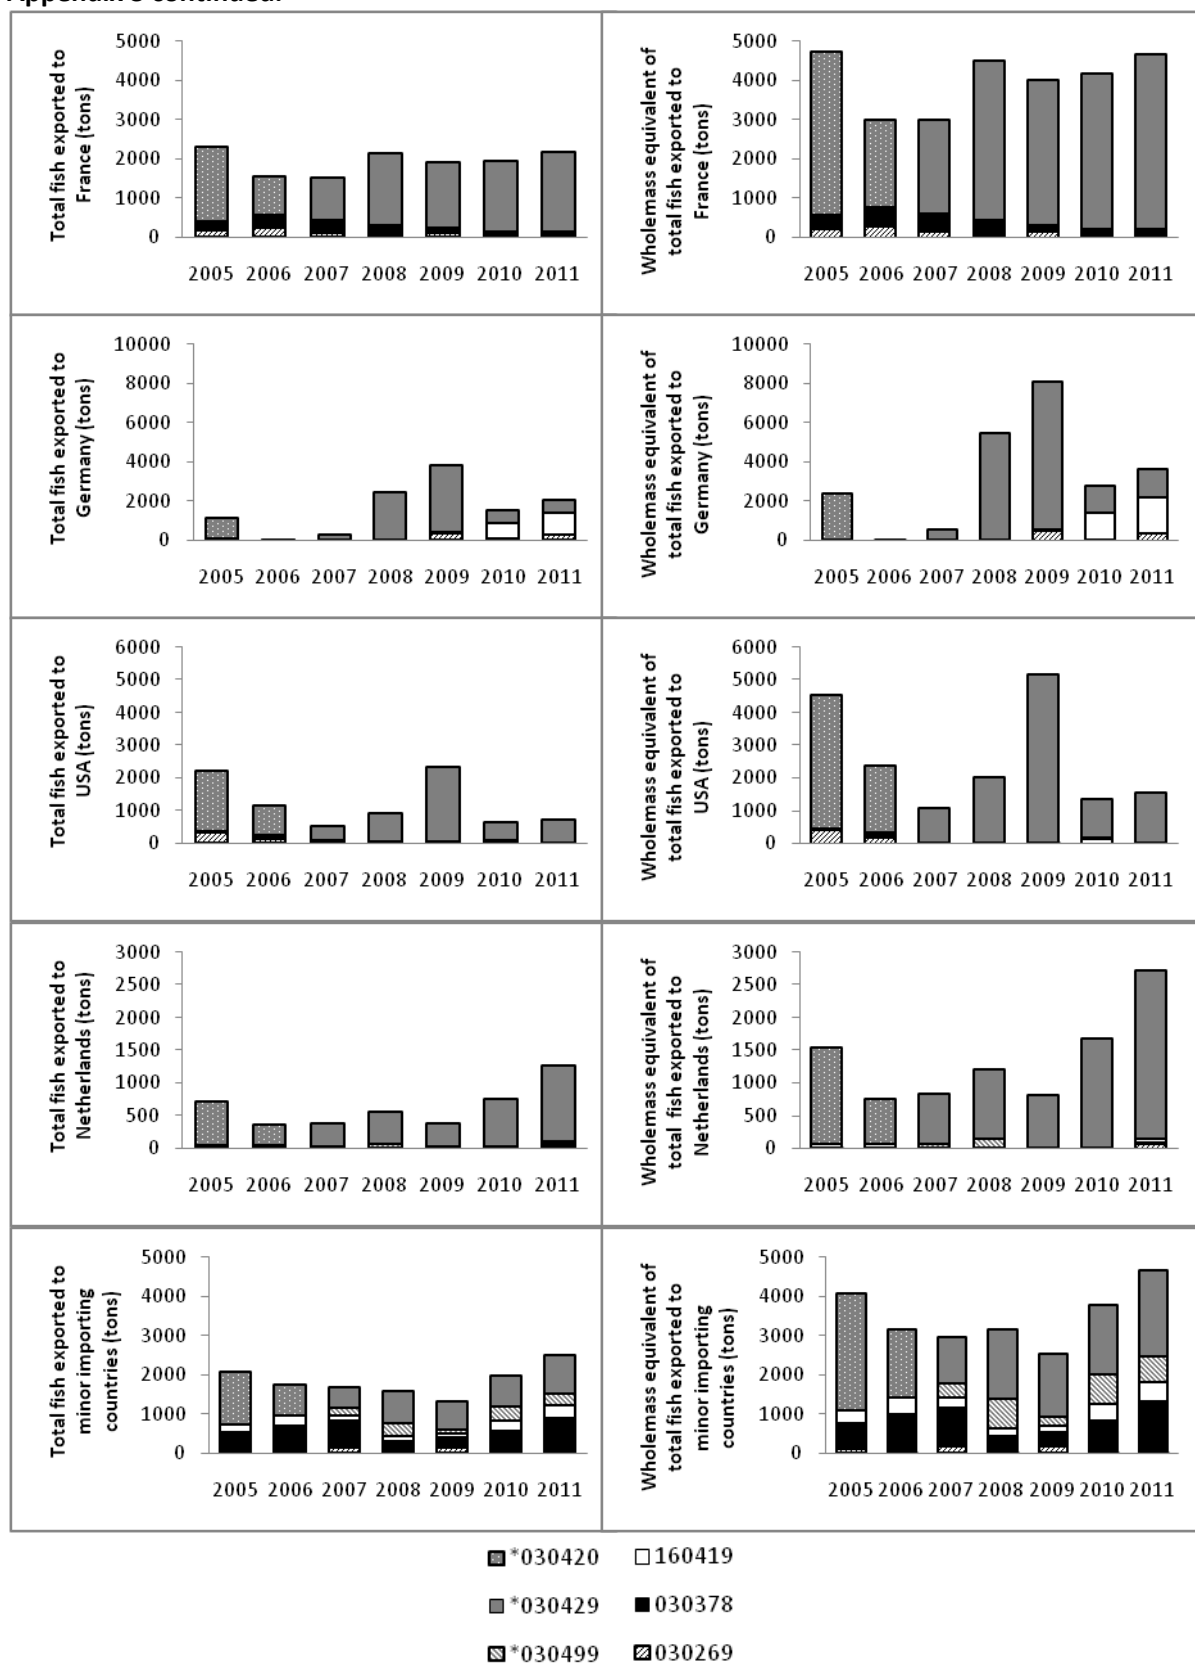 Appendix continued.
Total fish exported to
France (tons)
5000
4000
3000
2000
1000
0
2005 2006 2007 2008 2009 2010 2011
Wholemass equivalent of
total fish exported to
France (tons)
5000
4000
3000
2000
1000
0
2005 2006 2007 2008 2009 2010 2011
Total fish exported to
Germany (tons)
10000
8000
6000
4000
2000
0
2005 2006 2007 2008 2009 2010 2011
Wholemass equivalent of
total fish exported to
Germany (tons)
10000
8000
6000
4000
2000
0
2005 2006 2007 2008 2009 2010 2011
Total fish exported to
USA (tons)
6000
5000
4000
3000
2000
1000
0
2005 2006 2007 2008 2009 2010 2011
Wholemass equivalent of
total fish exported to
USA (tons)
6000
5000
4000
3000
2000
1000
0
2005 2006 2007 2008 2009 2010 2011
Total fish exported to
Netherlands (tons)
3000
2500
2000
1500
1000
500
0
2005 2006 2007 2008 2009 2010 2011
Wholemass equivalent of
total fish exported to
Netherlands (tons)
3000
2500
2000
1500
1000
500
0
2005 2006 2007 2008 2009 2010 2011
Total fish exported to
minor importing
countries (tons)
5000
4000
3000
2000
1000
0
2005 2006 2007 2008 2009 2010 2011
Wholemass equivalent of
total fish exported to
minor importing
countries (tons)
5000
4000
3000
2000
1000
0
2005 2006 2007 2008 2009 2010 2011
*030420 160419
*030429 030378
*030499 030269